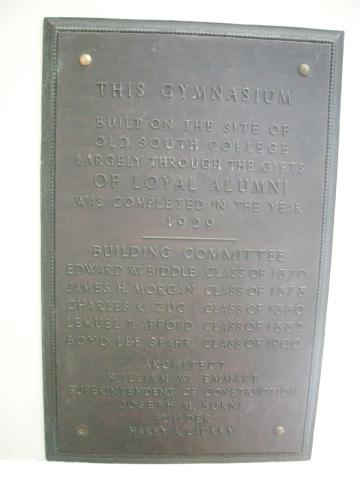 THIS GYMNASIUM
BUILT ON THE SITE OF
OLD SOUTH COLLEGE
LARGELY THROUGH THE GIFTS
OF LOYAL ALUMNI
WAS COMPLETED IN THE YEAR
1929
BUILDING COMMITTEE
EDWARD W. BIDDLE CLASS OF 1870
JAMES H. MORGAN CLASS OF 1878
CHARLES K. ZUG CLASS OF 1880
LEMUEL T. APPOLD CLASS OF 1882
BOYD LEE SPAHR CLASS OF 1900
ARCHITECT
WILLIAM W. EMMART
SUPERINTENDENT OF CONSTRUCTION
JOSEPH M. BURNS
BUILDER
HARRY A. LACKEY